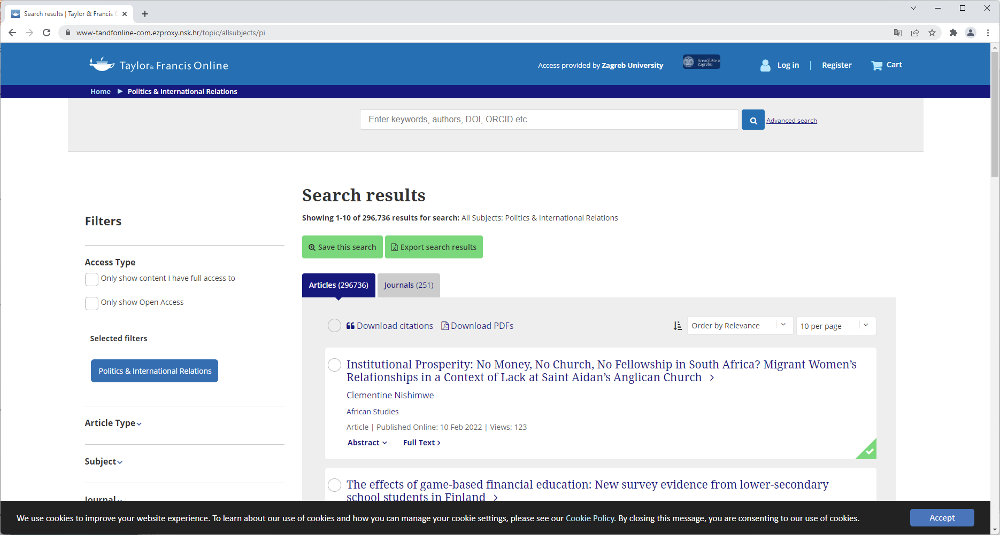 Search results | Taylor & Francis
www-tandfonline-com.ezproxy.nsk.hr/topic/allsubjects/pi
Taylor & Francis Online
Access provided by Zagreb University
Sveučilište u
Zagrebu
Log in | Register
Cart
Home Politics & International Relations
Enter keywords, authors, DOI, ORCID etc
Advanced search
Search results
Showing 1-10 of 296,736 results for search: All Subjects: Politics & International Relations
Save this search
Export search results
Filters
Access Type
Only show content I have full access to
Only show Open Access
Selected filters
Politics & International Relations
Article Type
Subject
Journal
Articles (296736)
Journals (251)
Download citations
Download PDFs
Order by Relevance
10 per page
Institutional Prosperity: No Money, No Church, No Fellowship in South Africa? Migrant Women’s
Relationships in a Context of Lack at Saint Aidan’s Anglican Church
Clementine Nishimwe
African Studies
Article | Published Online: 10 Feb 2022 | Views: 123
Abstract
Full Text
The effects of game-based financial education: New survey evidence from lower-secondary
school students in Finland
We use cookies to improve your website experience. To learn about our use of cookies and how you can manage your cookie settings, please see our Cookie Policy. By closing this message, you are consenting to our use of cookies.
Accept